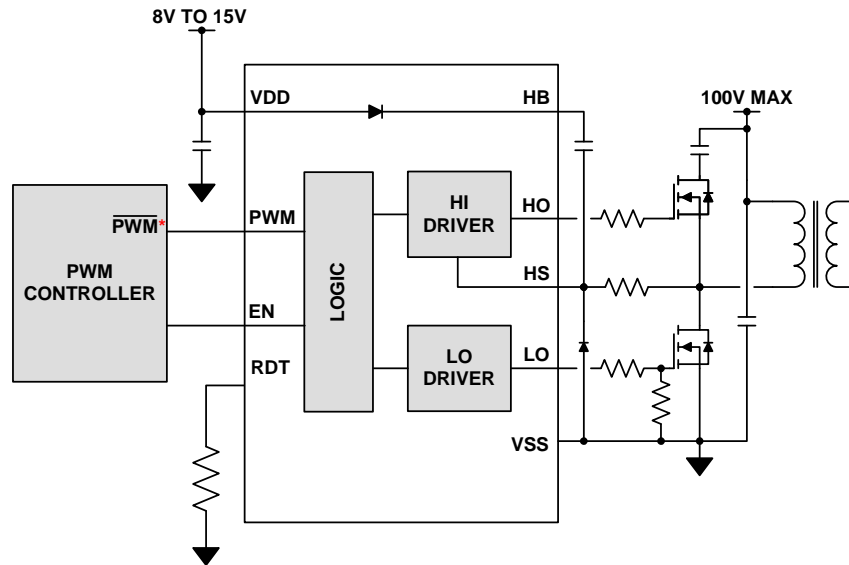 8V TO 15V
VDD
HB
100V MAX
PWM*
PWM
CONTROLLER
PWM
EN
RDT
LOGIC
HI
DRIVER
HO
HS
LO
DRIVER
LO
VSS